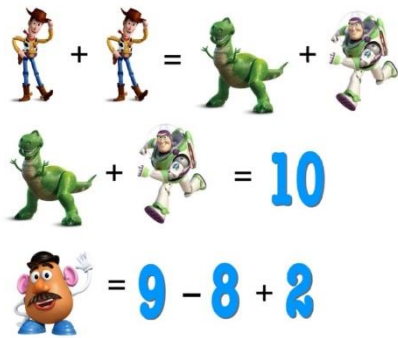 + =  +
+ = 10
= 9 - 8 + 2